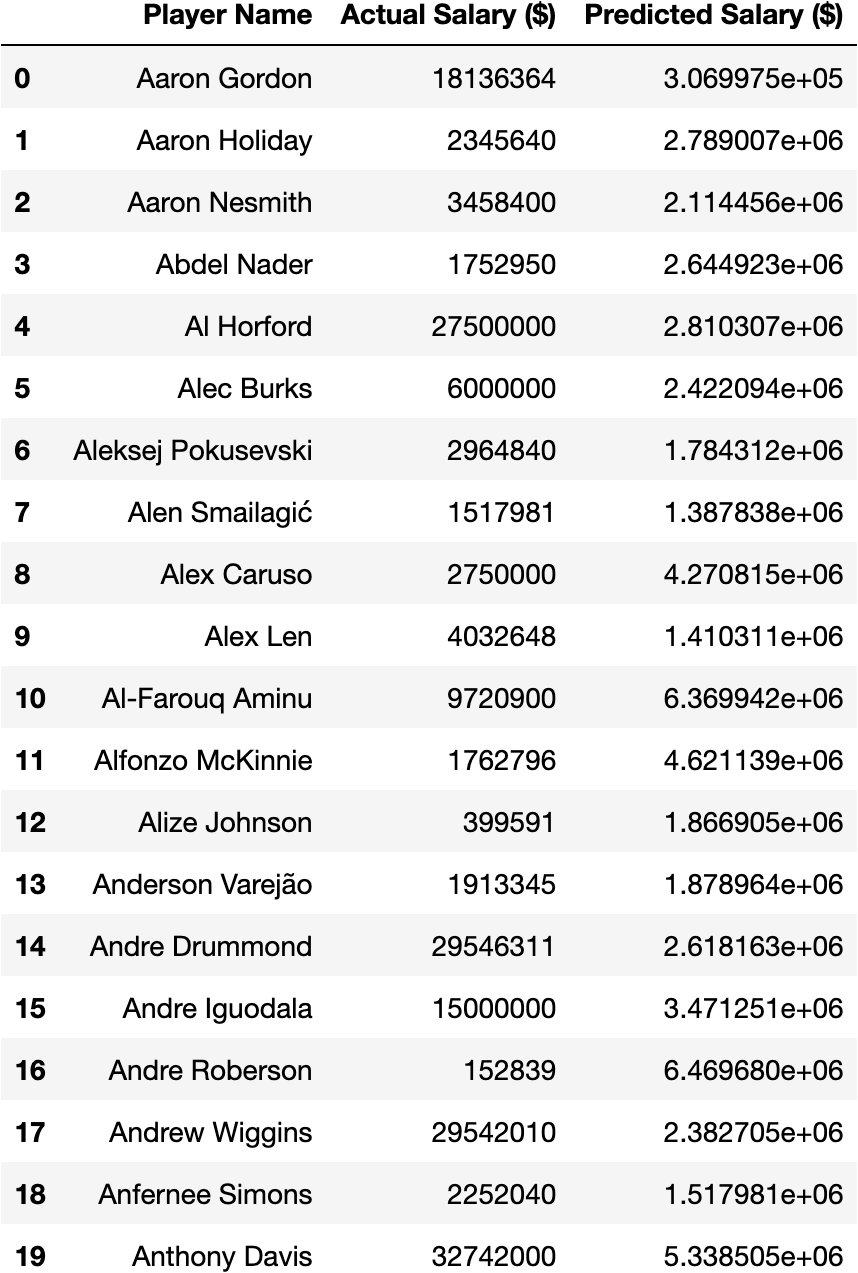 Player Name Actual Salary ($) Predicted Salary ($)
0 Aaron Gordon 18136364 3.069975e+05
1 Aaron Holiday 2345640 2.789007e+06
2 Aaron Nesmith 3458400 2.114456e+06
3 Abdel Nader 1752950 2.644923e+06
4 Al Horford 27500000 2.810307e+06
5 Alec Burks 6000000 2.422094e+06
6 Aleksej Pokusevski 2964840 1.784312e+06
7 Alen Smailagić 1517981 1.387838e+06
8 Alex Caruso 2750000 4.270815e+06
9 Alex Len 4032648 1.410311e+06
10 Al-Farouq Aminu 9720900 6.369942e+06
11 Alfonzo McKinnie 1762796 4.621139e+06
12 Alize Johnson 399591 1.866905e+06
13 Anderson Varejão 1913345 1.878964e+06
14 Andre Drummond 29546311 2.618163e+06
15 Andre Iguodala 15000000 3.471251e+06
16 Andre Roberson 152839 6.469680e+06
17 Andrew Wiggins 29542010 2.382705e+06
18 Anfernee Simons 2252040 1.517981e+06
19 Anthony Davis 32742000 5.338505e+06